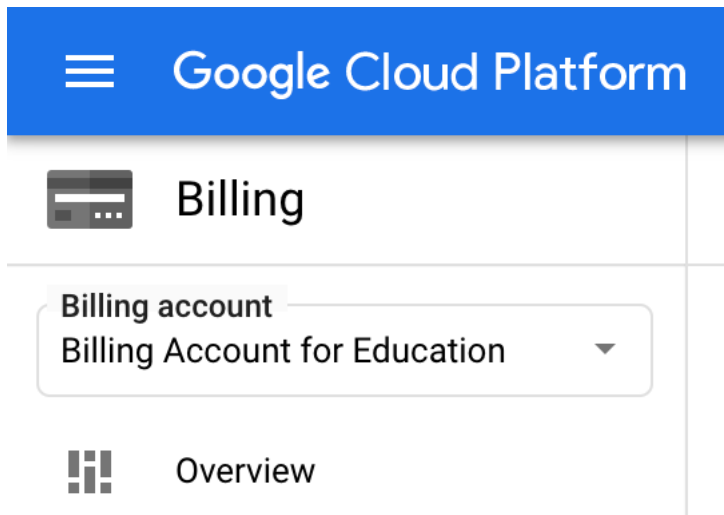 Google Cloud Platform
Billing
Billing account
Billing Account for Education
Overview